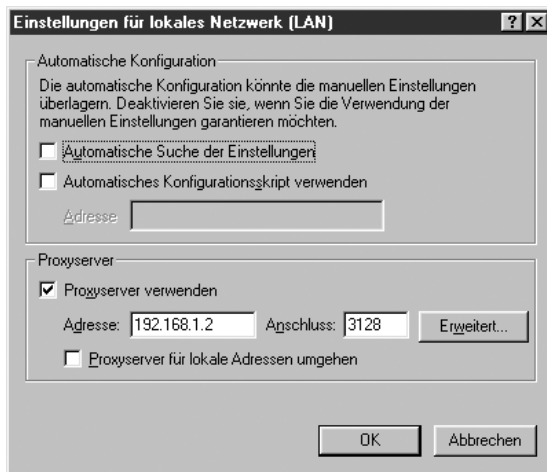 Einstellungen für lokales Netzwerk (LAN)
Automatische Konfiguration
Die automatische Konfiguration könnte die manuellen Einstellungen
überlagern. Deaktivieren Sie sie, wenn Sie die Verwendung der
manuellen Einstellungen garantieren möchten.
Automatische Suche der Einstellungen
Automatisches Konfigurationsskript verwenden
Adresse
Proxyserver
Proxyserver verwenden
Adresse: 192.168.1.2 Anschluss: 3128 Erweitert...
Proxyserver für lokale Adressen umgehen
OK Abbrechen